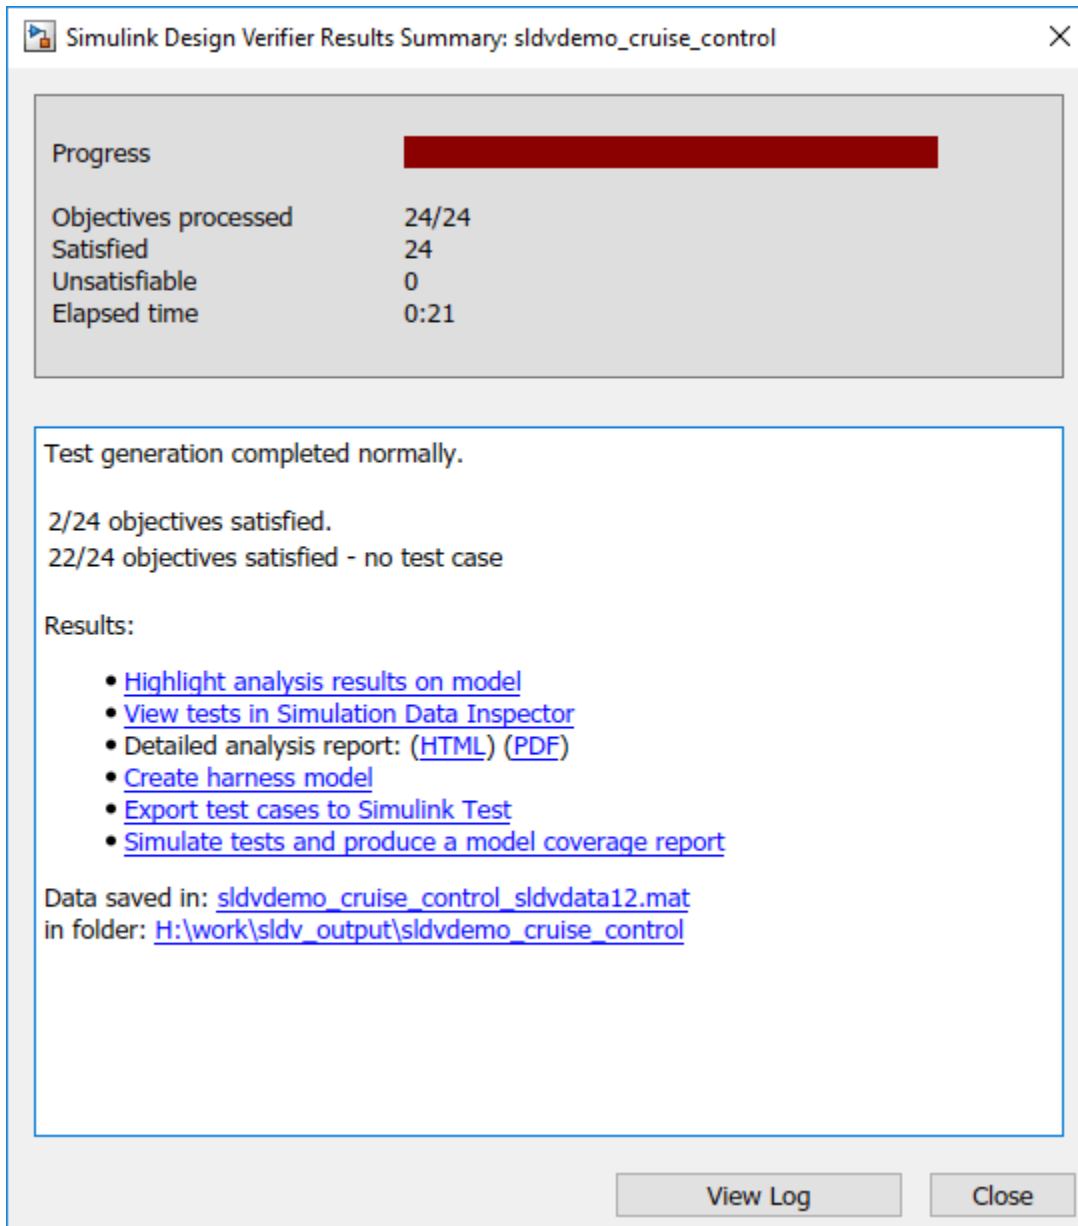 Simulink Design Verifier Results Summary: sldvdemo_cruise_control
Progress
Objectives processed 24/24
Satisfied 24
Unsatisfiable 0
Elapsed time 0:21
Test generation completed normally.
2/24 objectives satisfied.
22/24 objectives satisfied - no test case
Results:
• Highlight analysis results on model
• View tests in Simulation Data Inspector
• Detailed analysis report: (HTML) (PDF)
• Create harness model
• Export test cases to Simulink Test
• Simulate tests and produce a model coverage report
Data saved in: sldvdemo_cruise_control_sldvdata12.mat
in folder: H:\work\sldv_output\sldvdemo_cruise_control
View Log Close